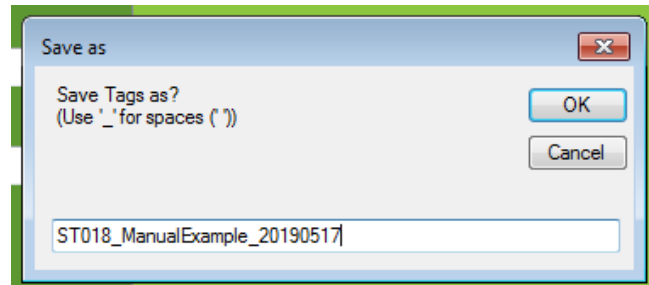 Save as
Save Tags as?
(Use '_' for spaces (' '))
OK
Cancel
ST018_ManualExample_20190517